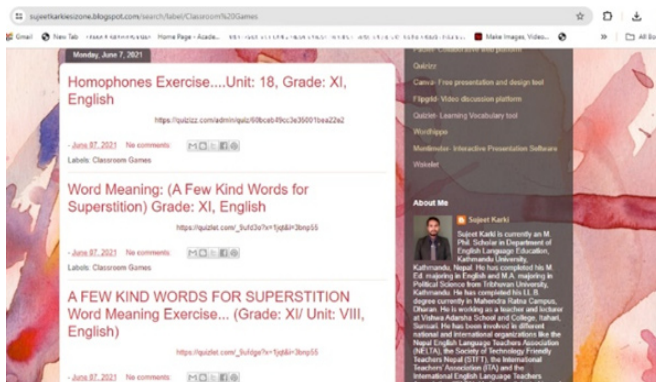 sujeetkarkiesizone.blogspot.com/search/label/Classroom%20Games
Gmail
New Tab
Home Page - Acade...
Make Images, Video...
All Bo
Monday, June 7, 2021
Homophones Exercise....Unit: 18, Grade: XI,
English
- June 07, 2021 No comments:
Labels: Classroom Games
Word Meaning: (A Few Kind Words for
Superstition) Grade: XI, English
- June 07, 2021 No comments:
Labels: Classroom Games
A FEW KIND WORDS FOR SUPERSTITION
Word Meaning Exercise... (Grade: XI/ Unit: VIII,
English)
- June 07, 2021 No comments:
Padlet- Collaborative web platform
Quizizz
Canva- Free presentation and design tool
Flipgrid- Video discussion platform
Quizlet- Learning Vocabulary tool
Wordhippo
Mentimeter- Interactive Presentation Software
Wakelet
About Me
Sujeet Karki
Sujeet Karki is currently an M.
Phil. Scholar in Department of
English Language Education,
Kathmandu University,
Kathmandu, Nepal. He has completed his M.
Ed. majoring in English and M.A. majoring in
Political Science from Tribhuvan University,
Kathmandu. He has completed his LL.B.
degree currently in Mahendra Ratna Campus,
Dharan. He is working as a teacher and lecturer
at Vishwa Adarsha School and College, Itahari,
Sunsari. He has been involved in different
national and international organizations like the
Nepal English Language Teachers Association
(NELTA), the Society of Technology Friendly
Teachers Nepal (STFT), the International
Teachers' Association (ITA) and the
International English Language Teachers